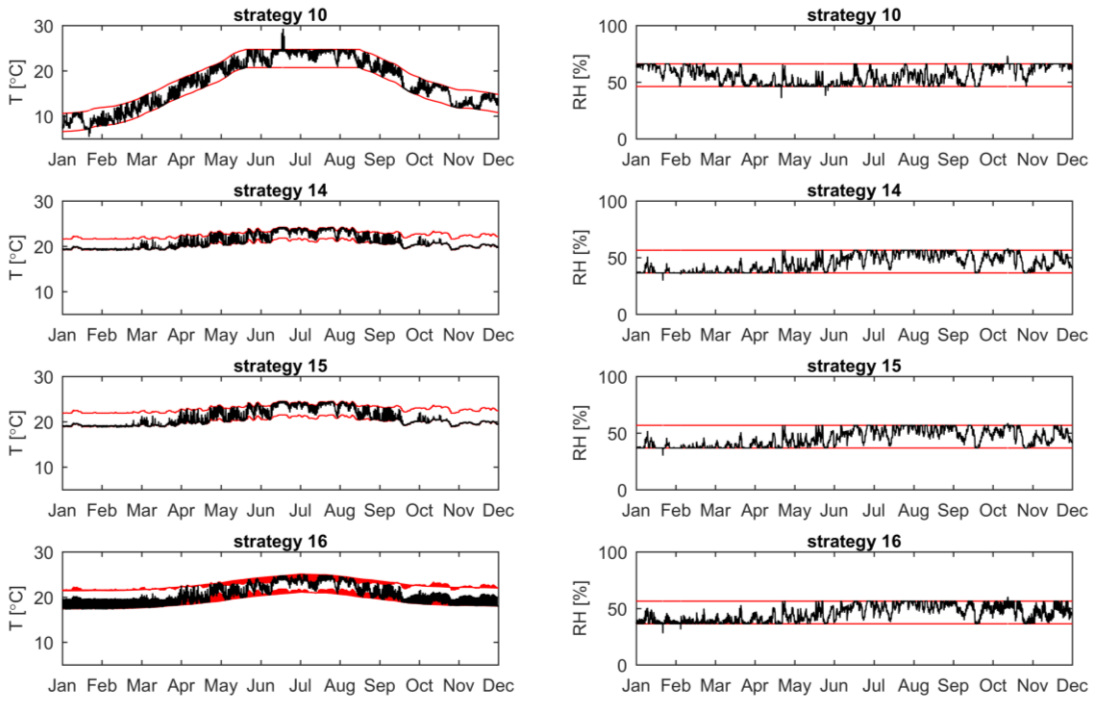 strategy 10
30
20
10
T [°C]
Jan Feb Mar Apr May Jun Jul Aug Sep Oct Nov Dec
strategy 10
100
50
0
RH [%]
Jan Feb Mar Apr May Jun Jul Aug Sep Oct Nov Dec
strategy 14
30
20
10
T [°C]
Jan Feb Mar Apr May Jun Jul Aug Sep Oct Nov Dec
strategy 14
100
50
0
RH [%]
Jan Feb Mar Apr May Jun Jul Aug Sep Oct Nov Dec
strategy 15
30
20
10
T [°C]
Jan Feb Mar Apr May Jun Jul Aug Sep Oct Nov Dec
strategy 15
100
50
0
RH [%]
Jan Feb Mar Apr May Jun Jul Aug Sep Oct Nov Dec
strategy 16
30
20
10
T [°C]
Jan Feb Mar Apr May Jun Jul Aug Sep Oct Nov Dec
strategy 16
100
50
0
RH [%]
Jan Feb Mar Apr May Jun Jul Aug Sep Oct Nov Dec